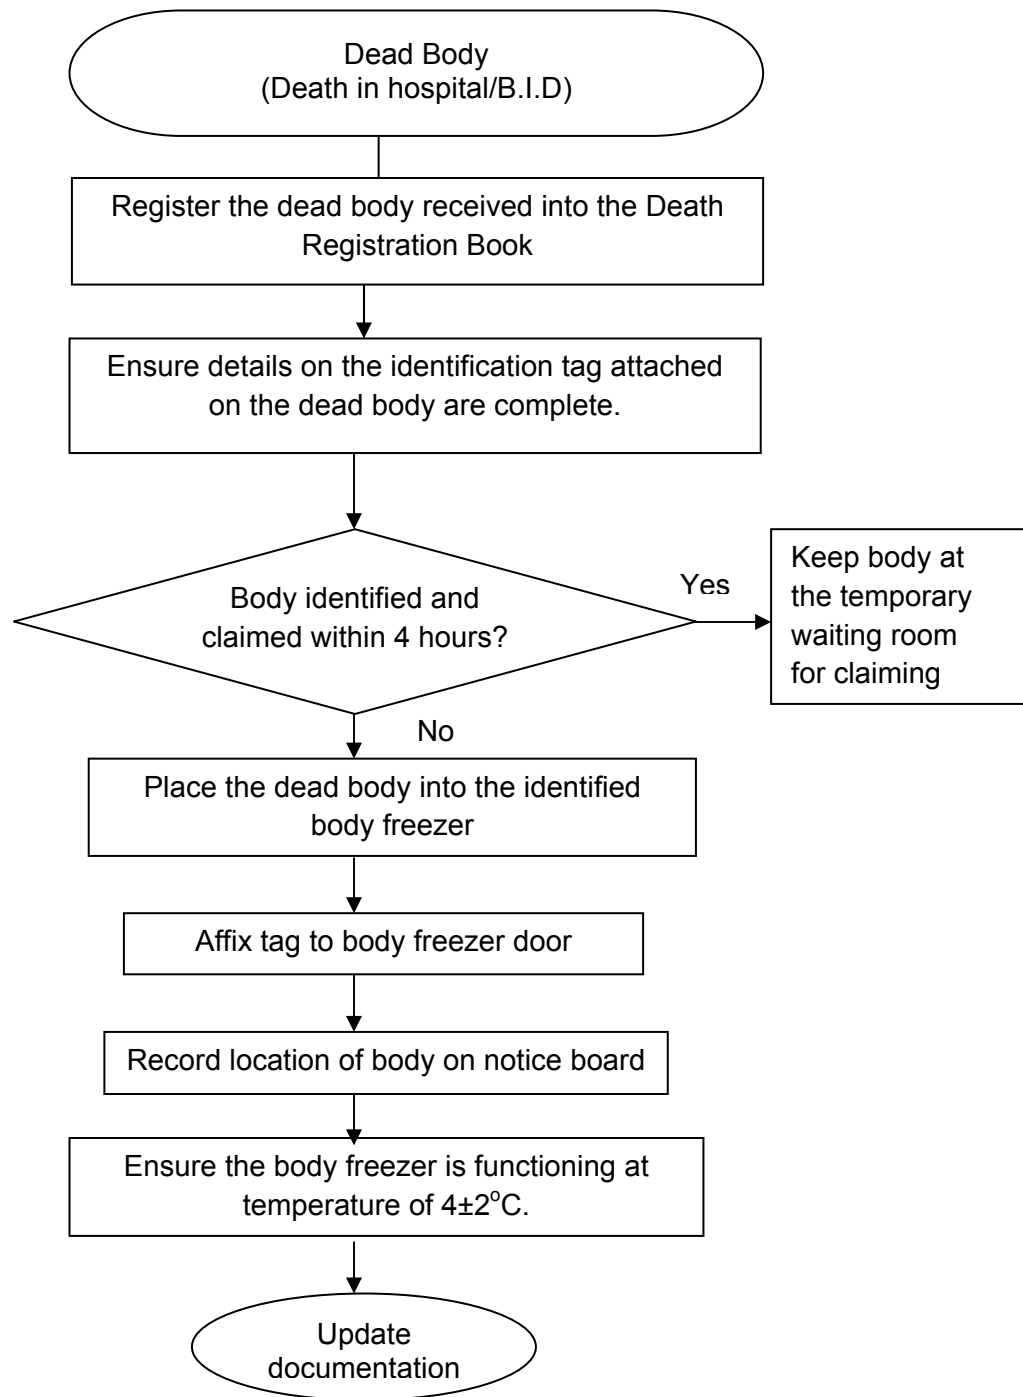 Dead Body
(Death in hospital/B.I.D)
Register the dead body received into the Death
Registration Book
Ensure details on the identification tag attached
on the dead body are complete.
Body identified and
claimed within 4 hours?
Yes
Keep body at
the temporary
waiting room
for claiming
No
Place the dead body into the identified
body freezer
Affix tag to body freezer door
Record location of body on notice board
Ensure the body freezer is functioning at
temperature of 4±2°C.
Update
documentation